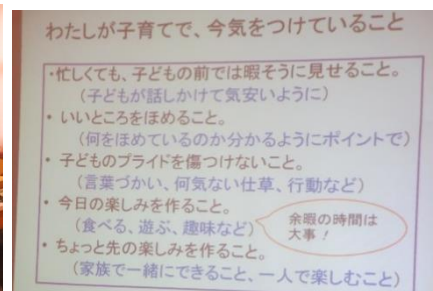 わたしが子育てで、今気をつけていること
・忙しくても、子どもの前では暇そうに見せること。
（子どもが話しかけて気安いように）
・いいところをほめること。
（何をほめているのか分かるようにポイントで）
・子どものプライドを傷つけないこと。
（言葉づかい、何気ない仕草、行動など）
・今日の楽しみを作ること。
（食べる、遊ぶ、趣味など）
余暇の時間は
大事！
・ちょっと先の楽しみを作ること。
（家族で一緒にできること、一人で楽しむこと）